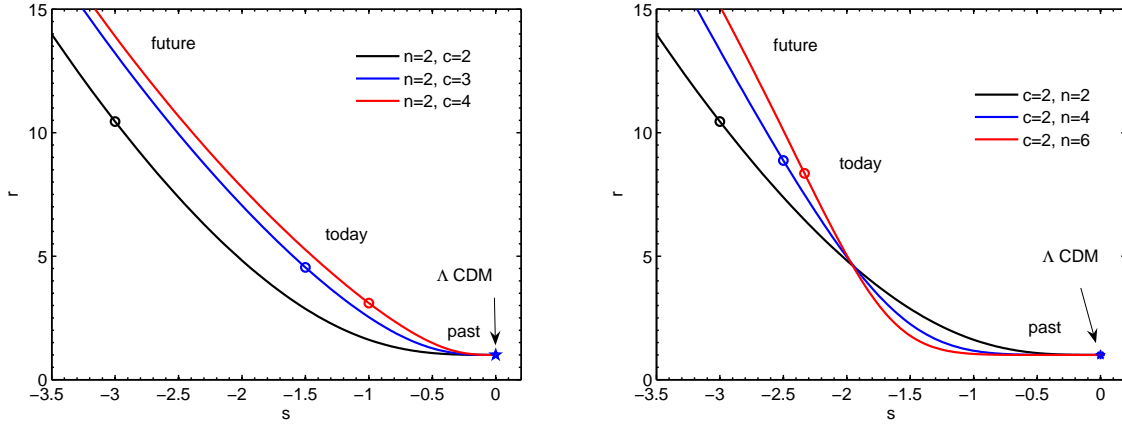 15
10
5
0
r
−3.5 −3 −2.5 −2 −1.5 −1 −0.5 0
s
future
today
past
Λ CDM
n=2, c=2
n=2, c=3
n=2, c=4
15
10
5
0
r
−3.5 −3 −2.5 −2 −1.5 −1 −0.5 0
s
future
today
past
Λ CDM
c=2, n=2
c=2, n=4
c=2, n=6